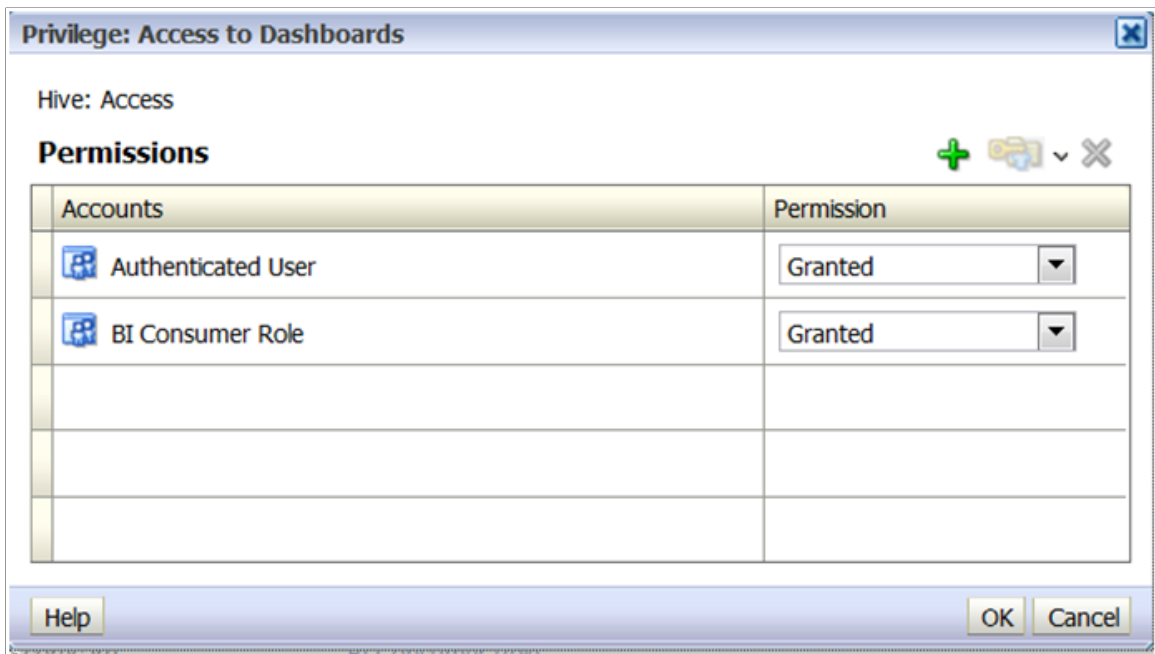 Privilege: Access to Dashboards
Hive: Access
Permissions
Accounts Permission
Authenticated User Granted
BI Consumer Role Granted
Help OK Cancel